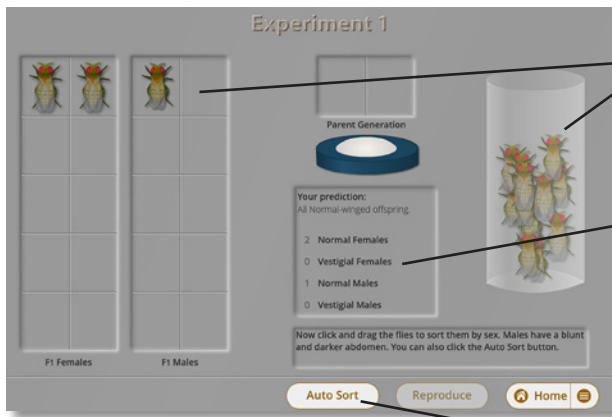 Experiment 1
Parent Generation
Your prediction:
All Normal-winged offspring.
2 Normal Females
0 Vestigial Females
1 Normal Males
0 Vestigial Males
Now click and drag the flies to sort them by sex. Males have a blunt
and darker abdomen. You can also click the Auto Sort button.
F1 Females
F1 Males
Auto Sort
Reproduce
Home